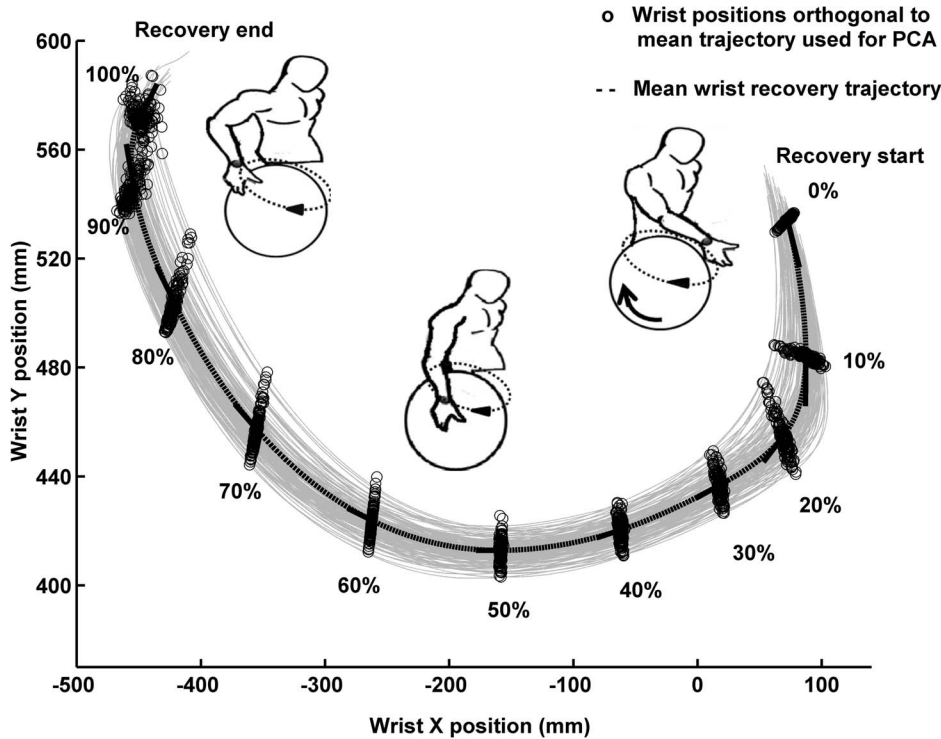 o Wrist positions orthogonal to
mean trajectory used for PCA
-- Mean wrist recovery trajectory
Recovery end
Recovery start
100%
90%
80%
70%
60%
50%
40%
30%
20%
10%
0%
600
560
520
480
440
400
Wrist Y position (mm)
-500 -400 -300 -200 -100 0 100
Wrist X position (mm)